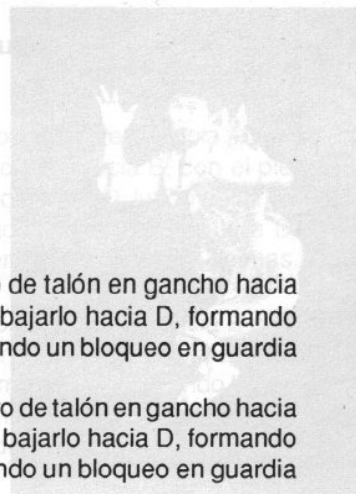 de talón en gancho hacia
bajarlo hacia D, formando
ndo un bloqueo en guardia
o de talón en gancho hacia
bajarlo hacia D, formando
ndo un bloqueo en guardia